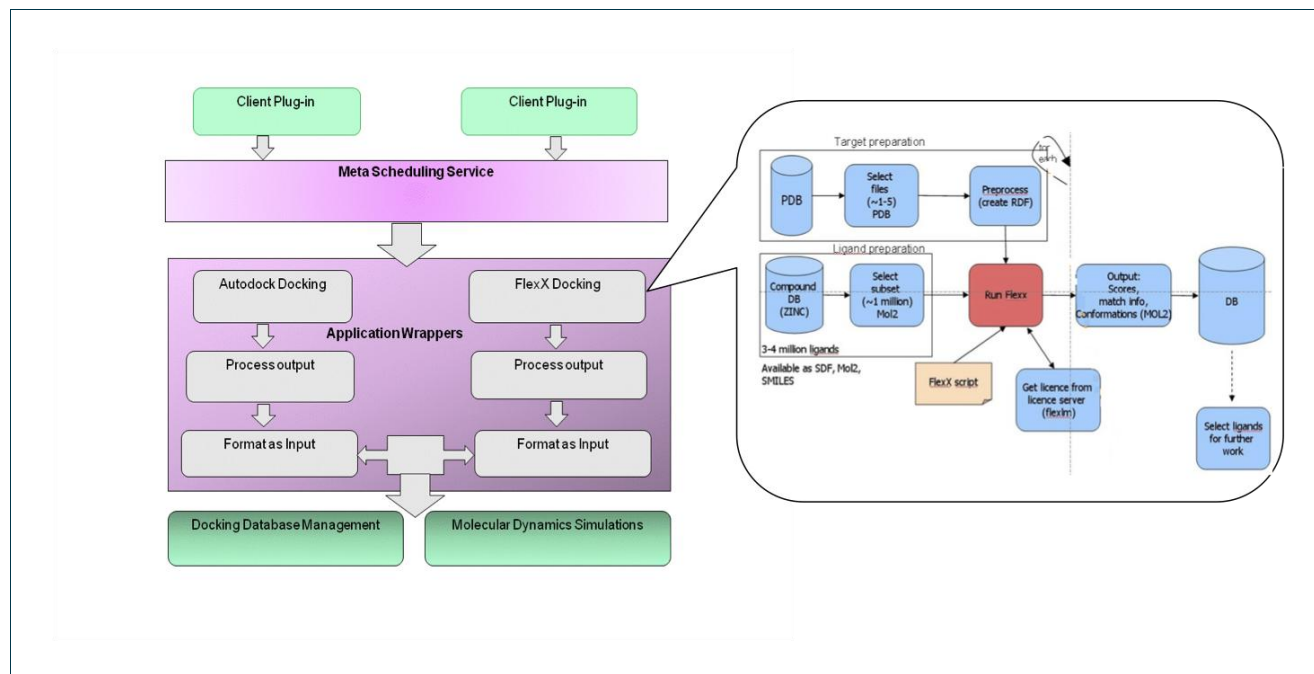 Client Plug-in
Client Plug-in
Meta Scheduling Service
Autodock Docking
FlexX Docking
Application Wrappers
Process output
Process output
Format as Input
Format as Input
Docking Database Management
Molecular Dynamics Simulations
Target preparation
for
each
PDB
Select
files
(~1-5)
PDB
Preprocess
(create RDF)
Ligand preparation
Compound
DB
(ZINC)
Select
subset
(~1 million)
Mol2
Run Flexx
Output:
Scores,
match info,
Conformations (MOL2)
DB
3-4 million ligands
Available as SDF, Mol2,
SMILES
FlexX script
Get licence from
licence server
(flexlm)
Select ligands
for further
work